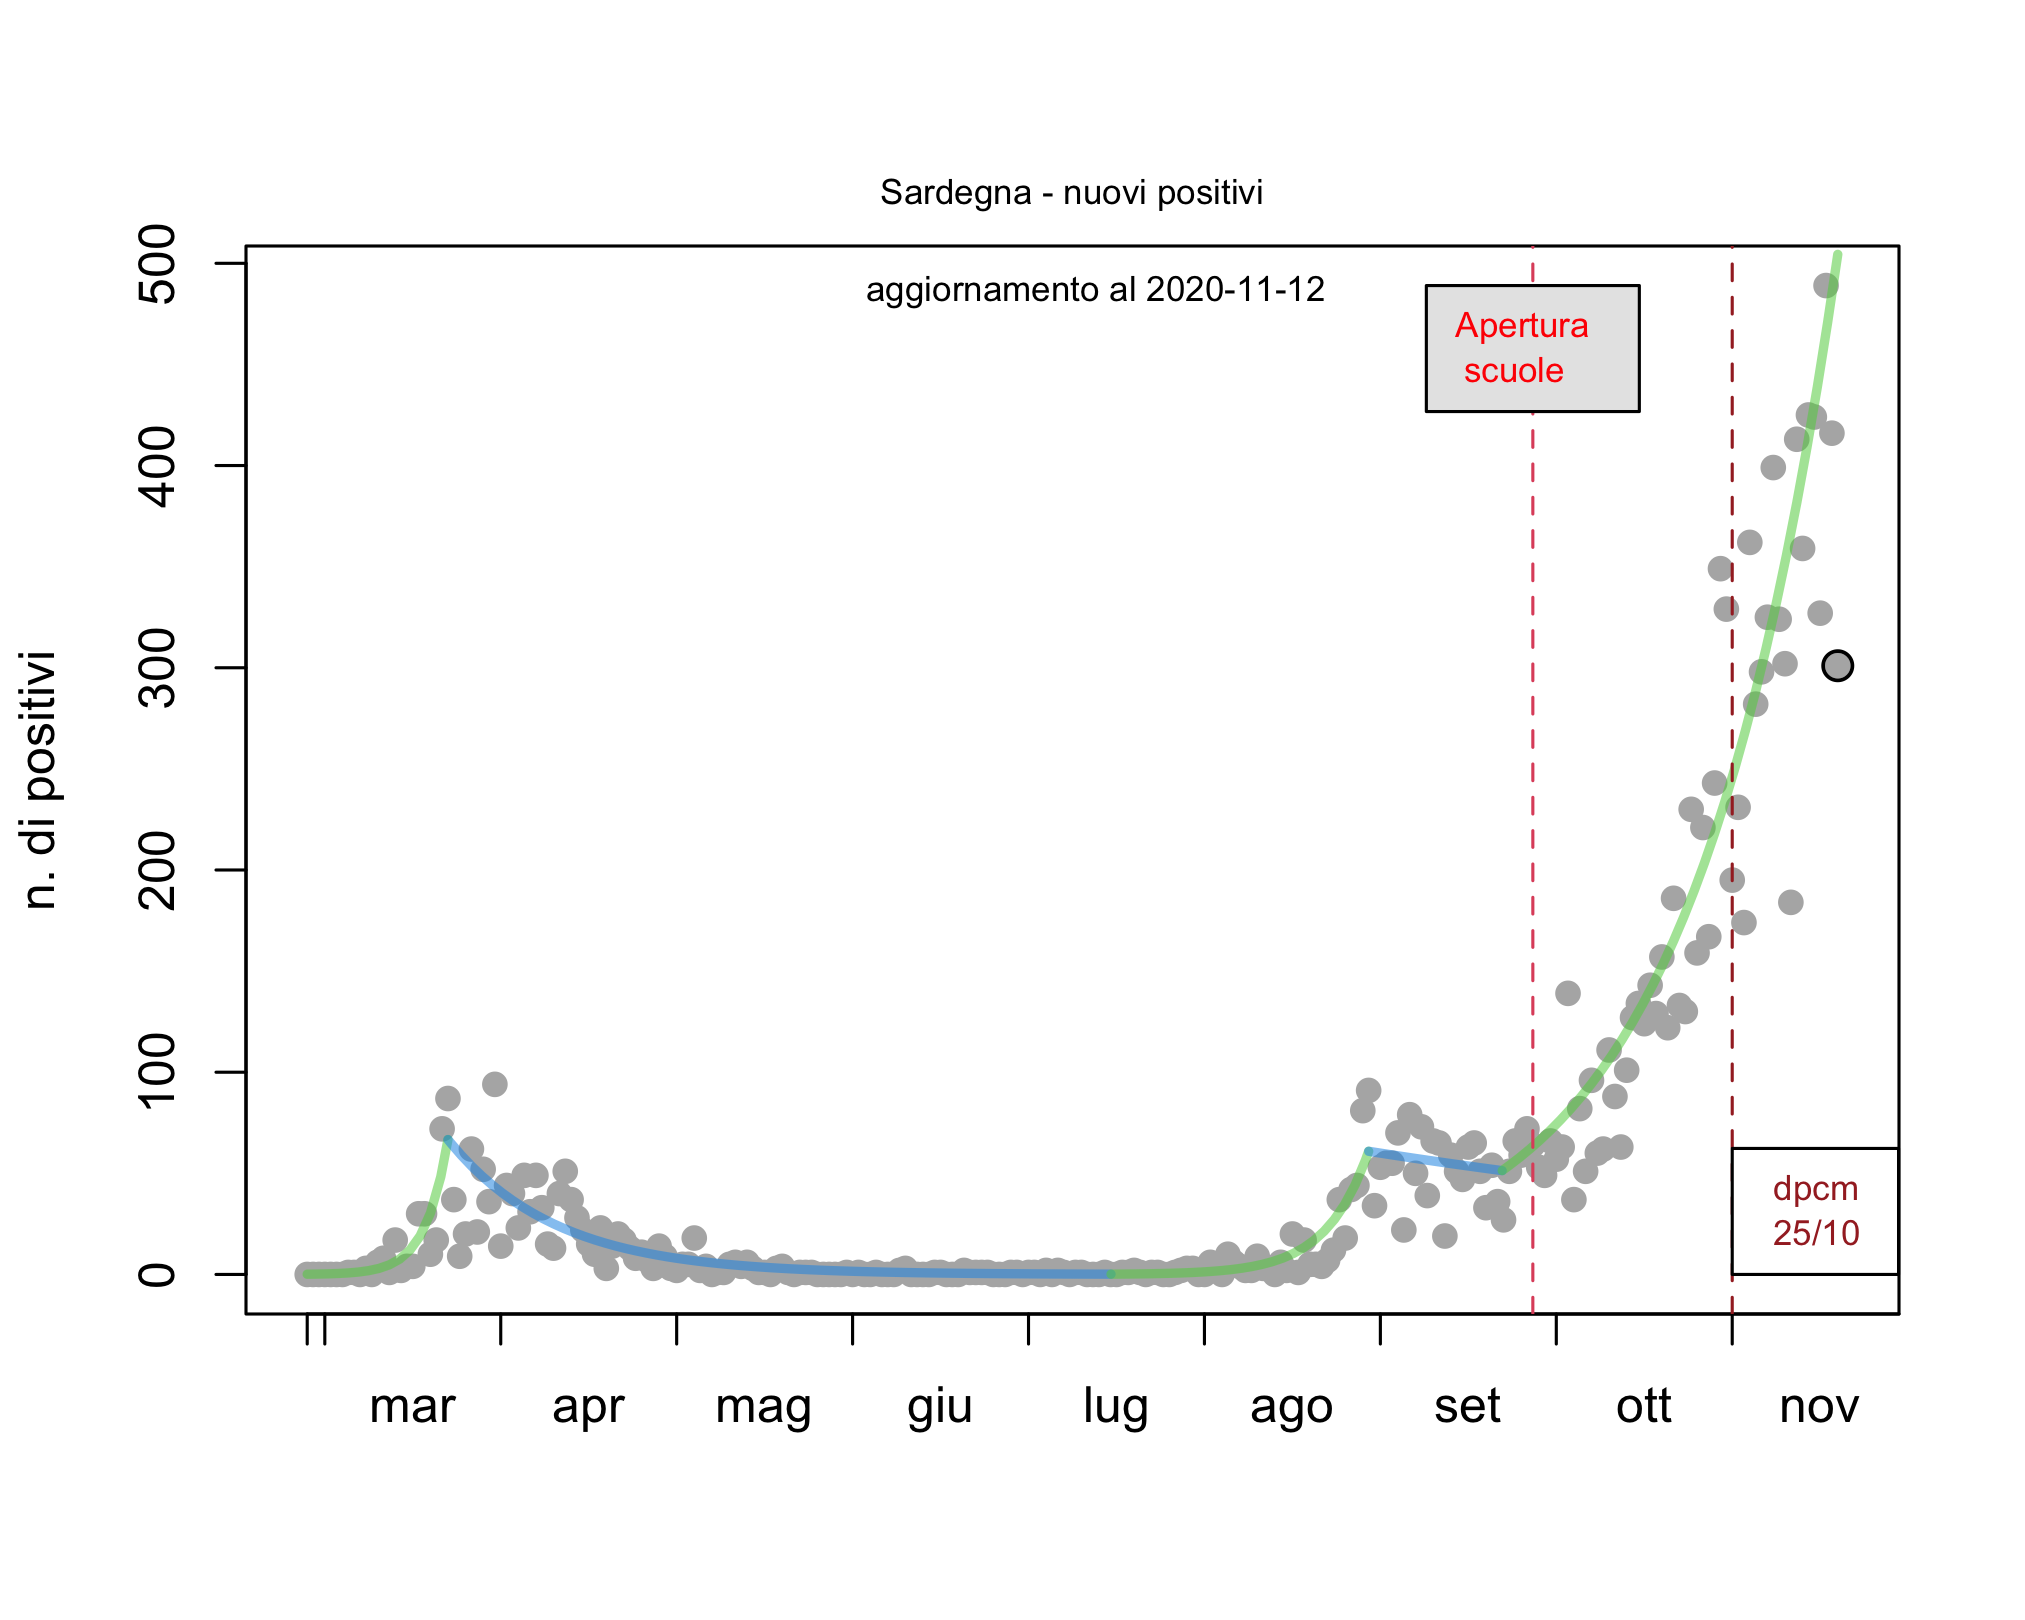 Sardegna - nuovi positivi
aggiornamento al 2020-11-12
Apertura
scuole
dpcm
25/10
n. di positivi
500
400
300
200
100
0
mar apr mag giu lug ago set ott nov